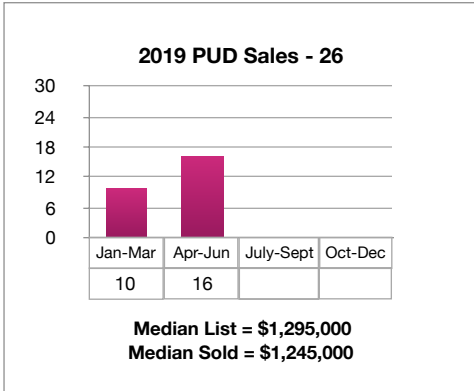 2019 PUD Sales - 26
30
24
18
12
6
0
Jan-Mar Apr-Jun July-Sept Oct-Dec
10 16
Median List = $1,295,000
Median Sold = $1,245,000